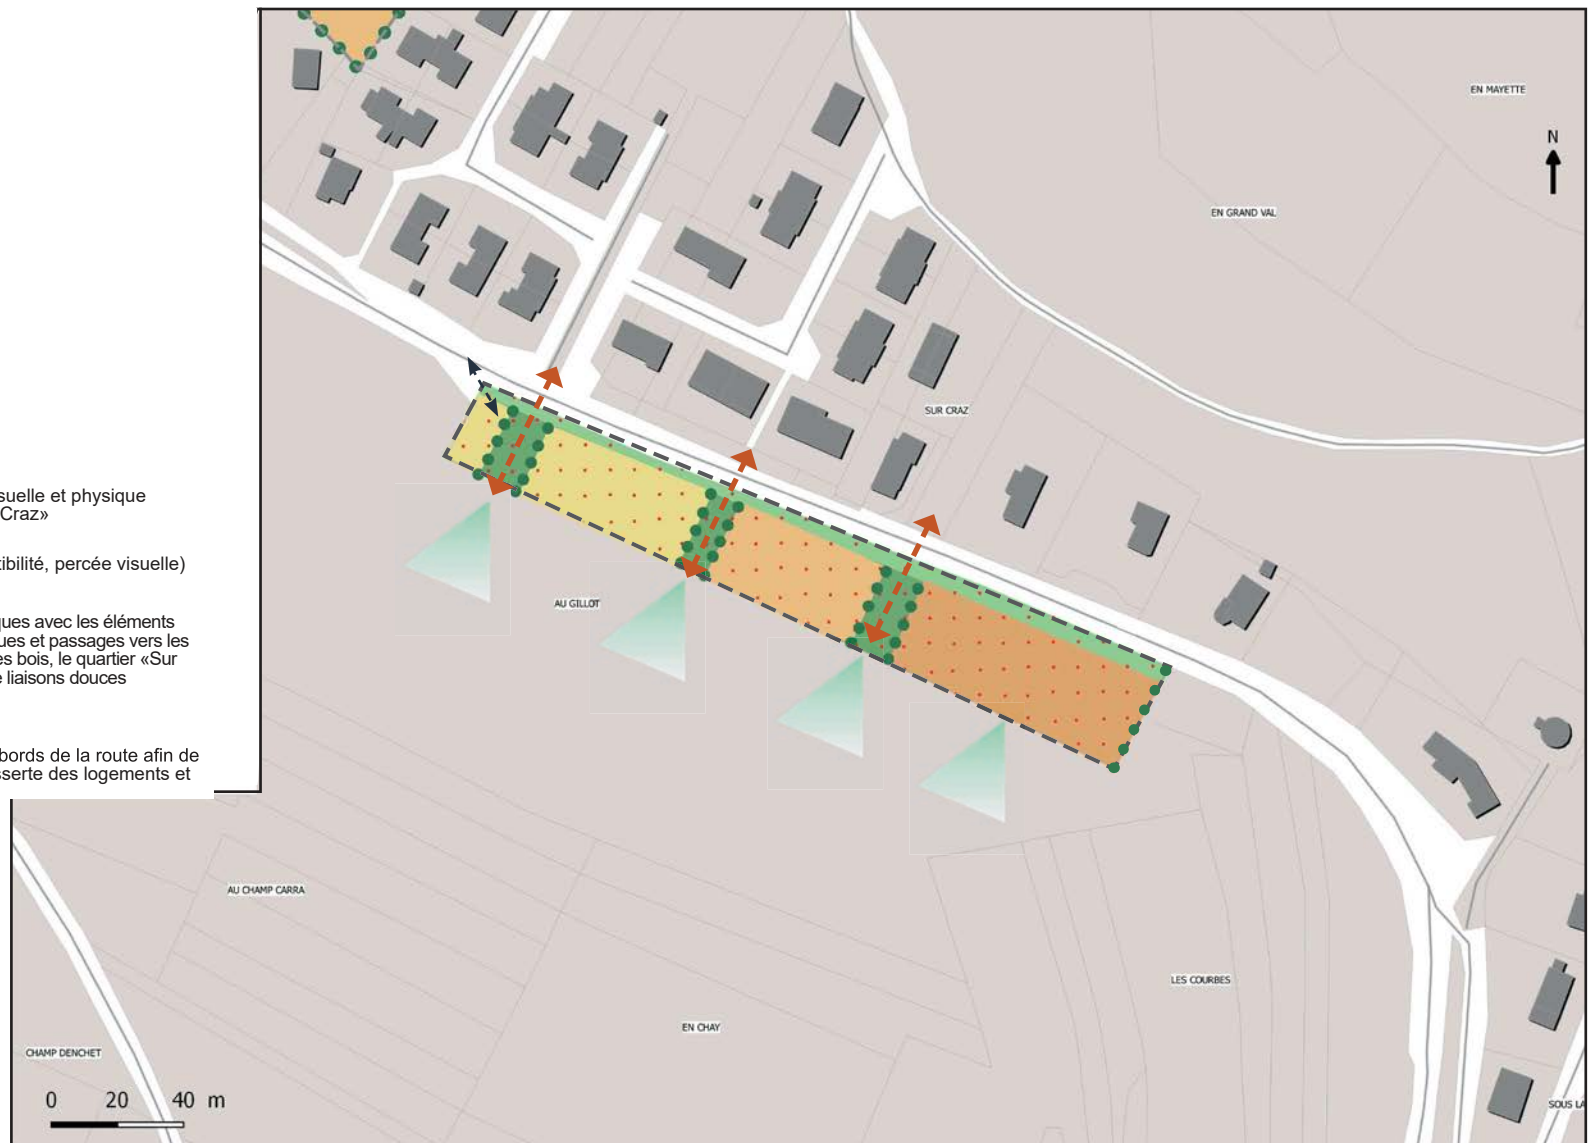 EN MAYETTE
N
EN GRAND VAL
SUR CRAZ
suelle et physique
Craz»
tibilité, percée visuelle)
AU GILLOT
ques avec les éléments
ues et passages vers les
es bois, le quartier «Sur
e liaisons douces
bords de la route afin de
sserte des logements et
AU CHAMP CARRA
LES COURBES
EN CHAY
CHAMP DENCHET
0 20 40 m
SOUS LA